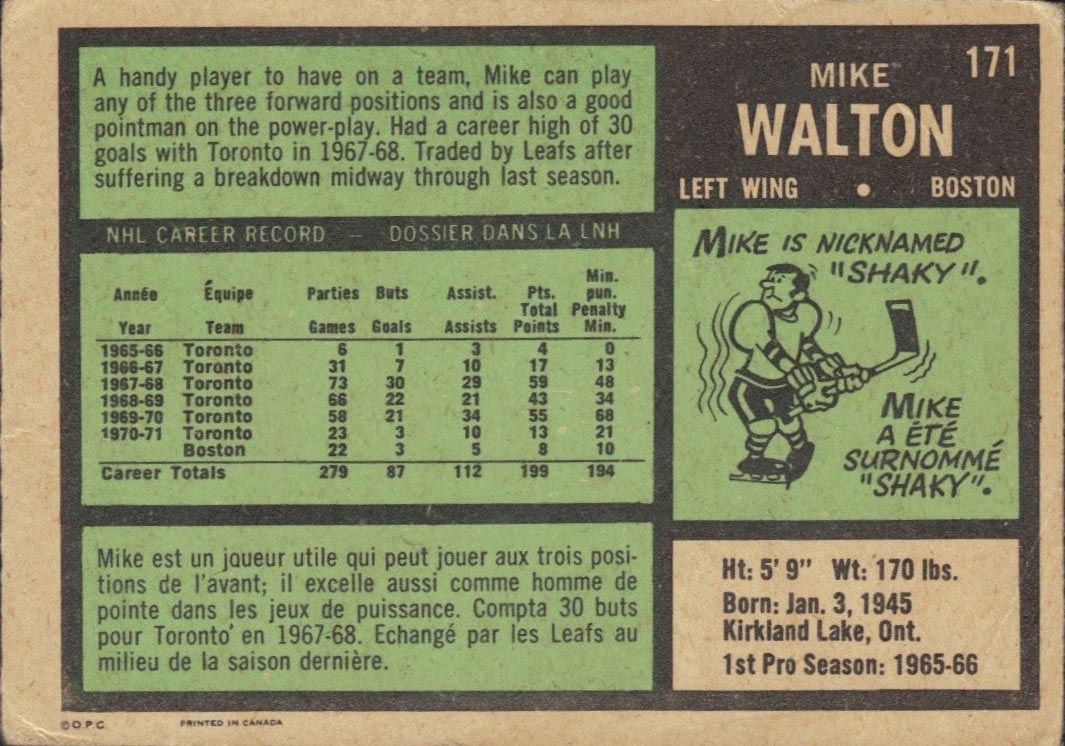 A handy player to have on a team, Mike can play
any of the three forward positions and is also a good
pointman on the power-play. Had a career high of 30
goals with Toronto in 1967-68. Traded by Leafs after
suffering a breakdown midway through last season.
171
MIKE
WALTON
LEFT WING • BOSTON
NHL CAREER RECORD — DOSSIER DANS LA LNH
Année Équipe Parties Buts Assist. Pts. Min. pun.
Year Team Games Goals Assists Total Points Penalty Min.
1965-66 Toronto 6 1 3 4 0
1966-67 Toronto 31 7 10 17 13
1967-68 Toronto 73 30 29 59 48
1968-69 Toronto 66 22 21 43 34
1969-70 Toronto 58 21 34 55 68
1970-71 Toronto 23 3 10 13 21
Boston 22 3 5 8 10
Career Totals 279 87 112 199 194
MIKE IS NICKNAMED
"SHAKY".
MIKE
A ÉTÉ
SURNOMMÉ
"SHAKY".
Mike est un joueur utile qui peut jouer aux trois posi-
tions de l'avant; il excelle aussi comme homme de
pointe dans les jeux de puissance. Compta 30 buts
pour Toronto en 1967-68. Echangé par les Leafs au
milieu de la saison dernière.
Ht: 5' 9" Wt: 170 lbs.
Born: Jan. 3, 1945
Kirkland Lake, Ont.
1st Pro Season: 1965-66
© O.P.C. PRINTED IN CANADA